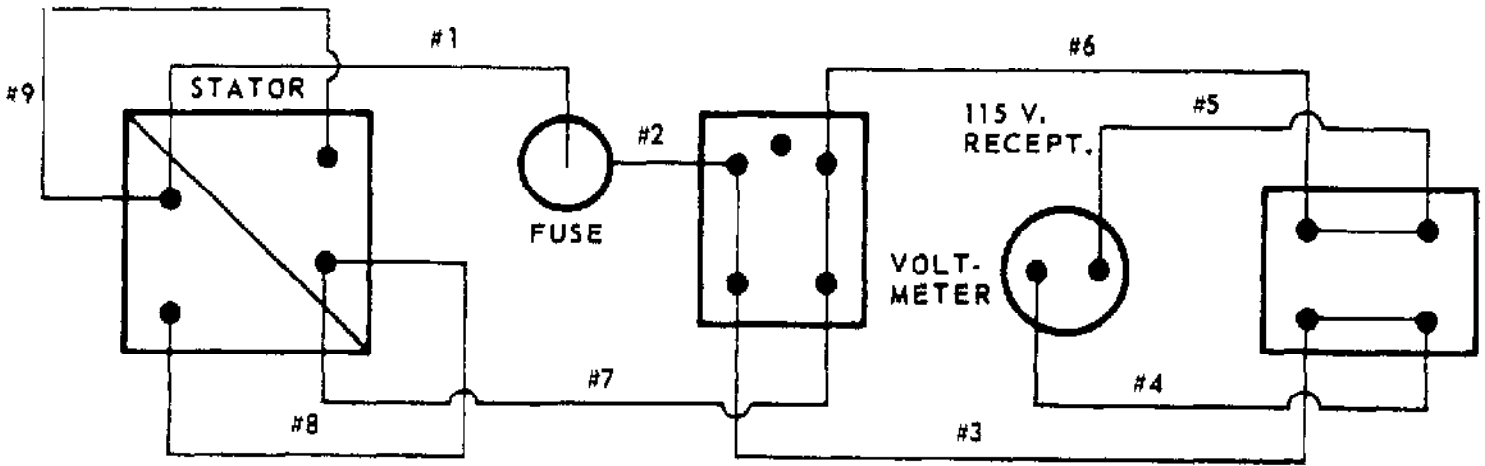 #1
#6
#9
STATOR
#5
115 V.
RECEPT.
#2
FUSE
VOLT-
METER
#7
#4
#8
#3